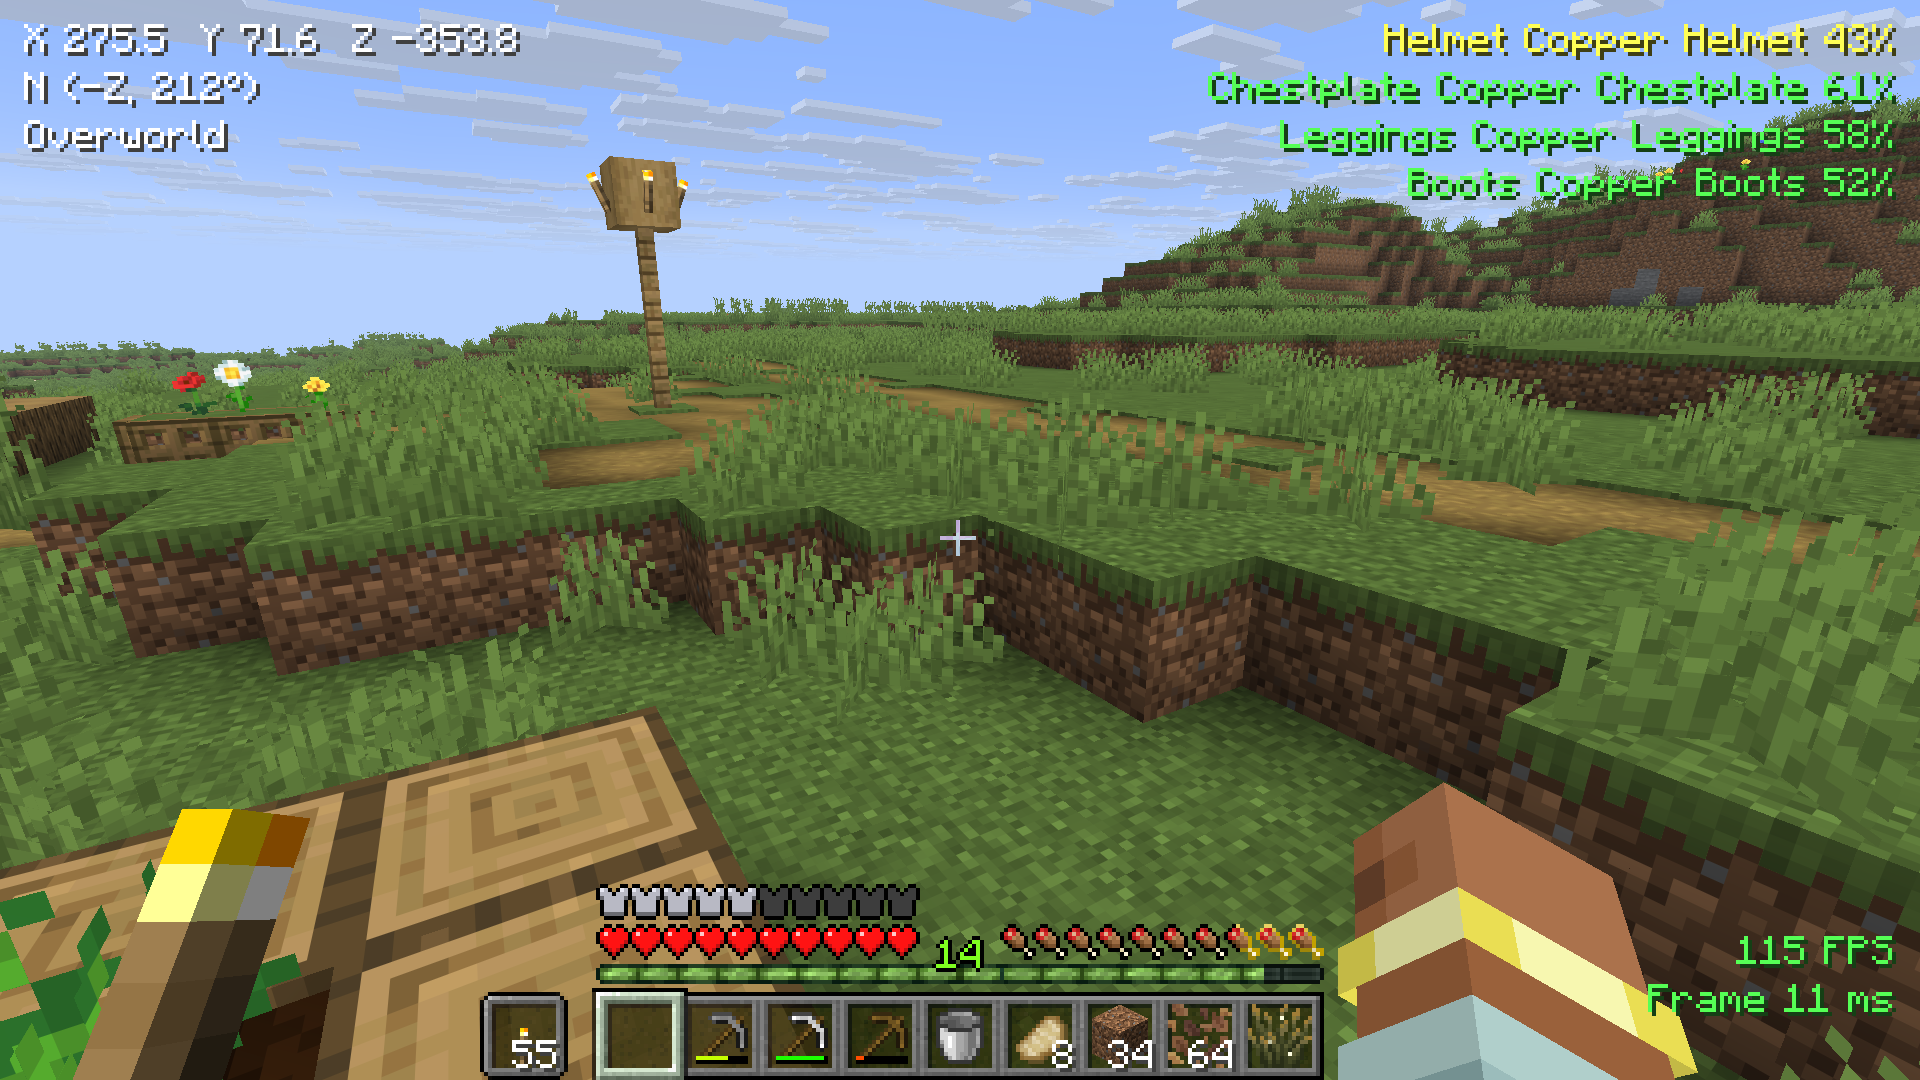 X 275.5 Y 71.6 Z -353.8
N (-Z, 212°)
Overworld
Helmet Copper Helmet 43%
Chestplate Copper Chestplate 61%
Leggings Copper Leggings 58%
Boots Copper Boots 52%
14
115 FPS
Frame 11 ms
55
8
34
64